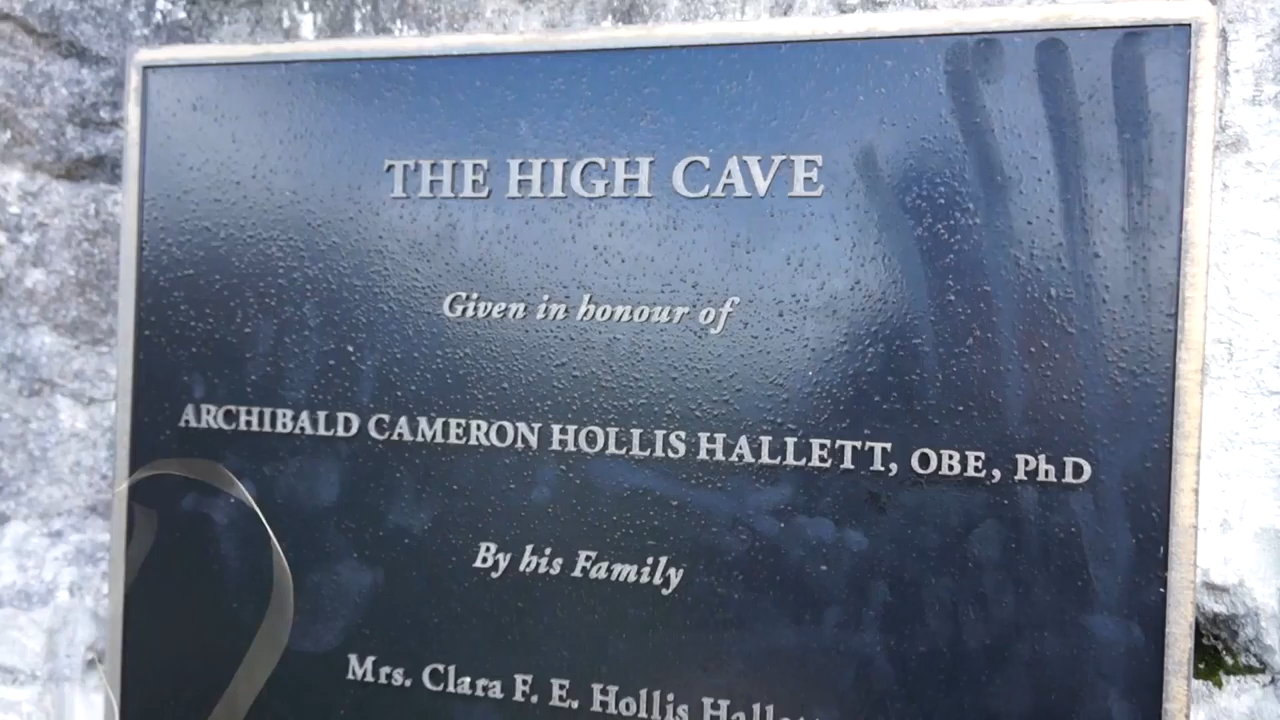 THE HIGH CAVE
Given in honour of
ARCHIBALD CAMERON HOLLIS HALLETT, OBE, PhD
By his Family
Mrs. Clara F. E. Hollis Hallett